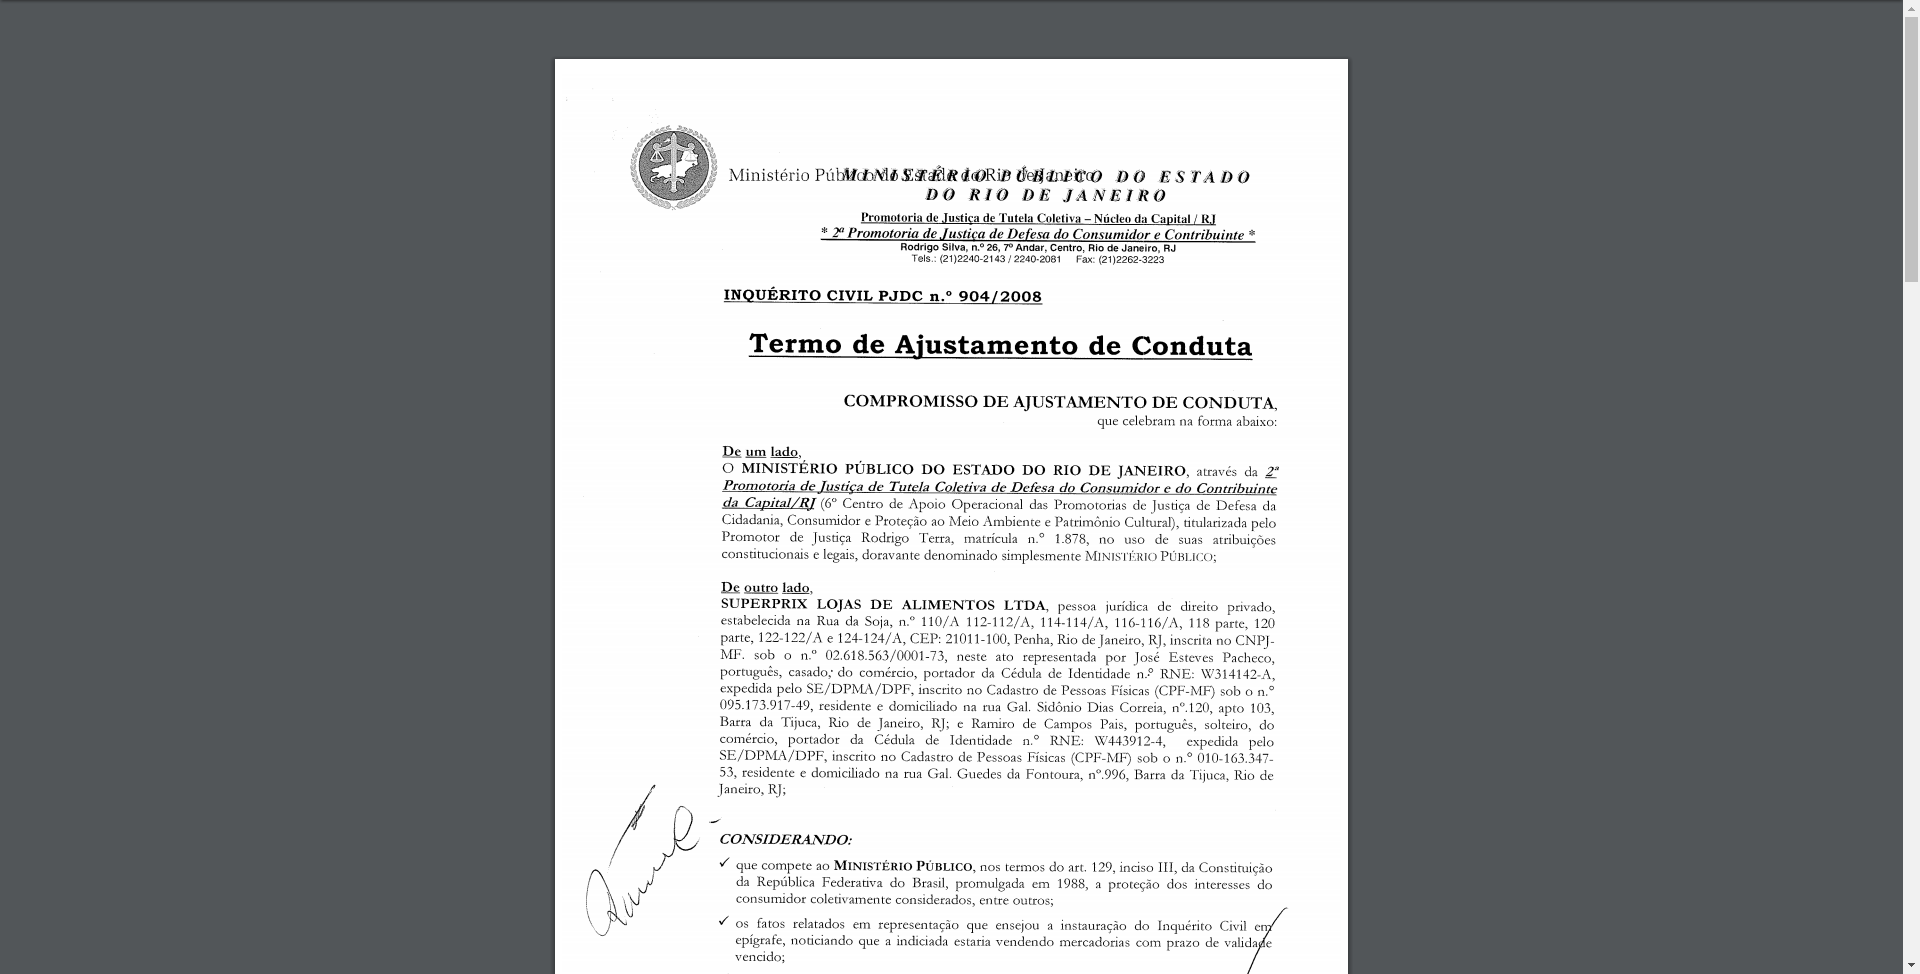 Ministério Público do Estado do Rio de Janeiro
MINISTÉRIO PÚBLICO DO ESTADO
DO RIO DE JANEIRO
Promotoria de Justiça de Tutela Coletiva – Núcleo da Capital / RJ
* 2ª Promotoria de Justiça de Defesa do Consumidor e Contribuinte *
Rodrigo Silva, n.º 26, 7º Andar, Centro, Rio de Janeiro, RJ
Tels.: (21)2240-2143 / 2240-2081 Fax: (21)2262-3223
INQUÉRITO CIVIL PJDC n.º 904/2008
Termo de Ajustamento de Conduta
COMPROMISSO DE AJUSTAMENTO DE CONDUTA,
que celebram na forma abaixo:
De um lado,
O MINISTÉRIO PÚBLICO DO ESTADO DO RIO DE JANEIRO, através da 2ª
Promotoria de Justiça de Tutela Coletiva de Defesa do Consumidor e do Contribuinte
da Capital/RJ (6º Centro de Apoio Operacional das Promotorias de Justiça de Defesa da
Cidadania, Consumidor e Proteção ao Meio Ambiente e Patrimônio Cultural), titularizada pelo
Promotor de Justiça Rodrigo Terra, matrícula n.º 1.878, no uso de suas atribuições
constitucionais e legais, doravante denominado simplesmente MINISTÉRIO PÚBLICO;
De outro lado,
SUPERPRIX LOJAS DE ALIMENTOS LTDA, pessoa jurídica de direito privado,
estabelecida na Rua da Soja, n.º 110/A 112-112/A, 114-114/A, 116-116/A, 118 parte, 120
parte, 122-122/A e 124-124/A, CEP: 21011-100, Penha, Rio de Janeiro, RJ, inscrita no CNPJ-
MF. sob o n.º 02.618.563/0001-73, neste ato representada por José Esteves Pacheco,
português, casado, do comércio, portador da Cédula de Identidade n.º RNE: W314142-A,
expedida pelo SE/DPMA/DPF, inscrito no Cadastro de Pessoas Físicas (CPF-MF) sob o n.º
095.173.917-49, residente e domiciliado na rua Gal. Sidônio Dias Correia, nº.120, apto 103,
Barra da Tijuca, Rio de Janeiro, RJ; e Ramiro de Campos Pais, português, solteiro, do
comércio, portador da Cédula de Identidade n.º RNE: W443912-4, expedida pelo
SE/DPMA/DPF, inscrito no Cadastro de Pessoas Físicas (CPF-MF) sob o n.º 010-163.347-
53, residente e domiciliado na rua Gal. Guedes da Fontoura, nº.996, Barra da Tijuca, Rio de
Janeiro, RJ;
CONSIDERANDO:
✓ que compete ao MINISTÉRIO PÚBLICO, nos termos do art. 129, inciso III, da Constituição
da República Federativa do Brasil, promulgada em 1988, a proteção dos interesses do
consumidor coletivamente considerados, entre outros;
✓ os fatos relatados em representação que ensejou a instauração do Inquérito Civil em
epígrafe, noticiando que a indiciada estaria vendendo mercadorias com prazo de validade
vencido;